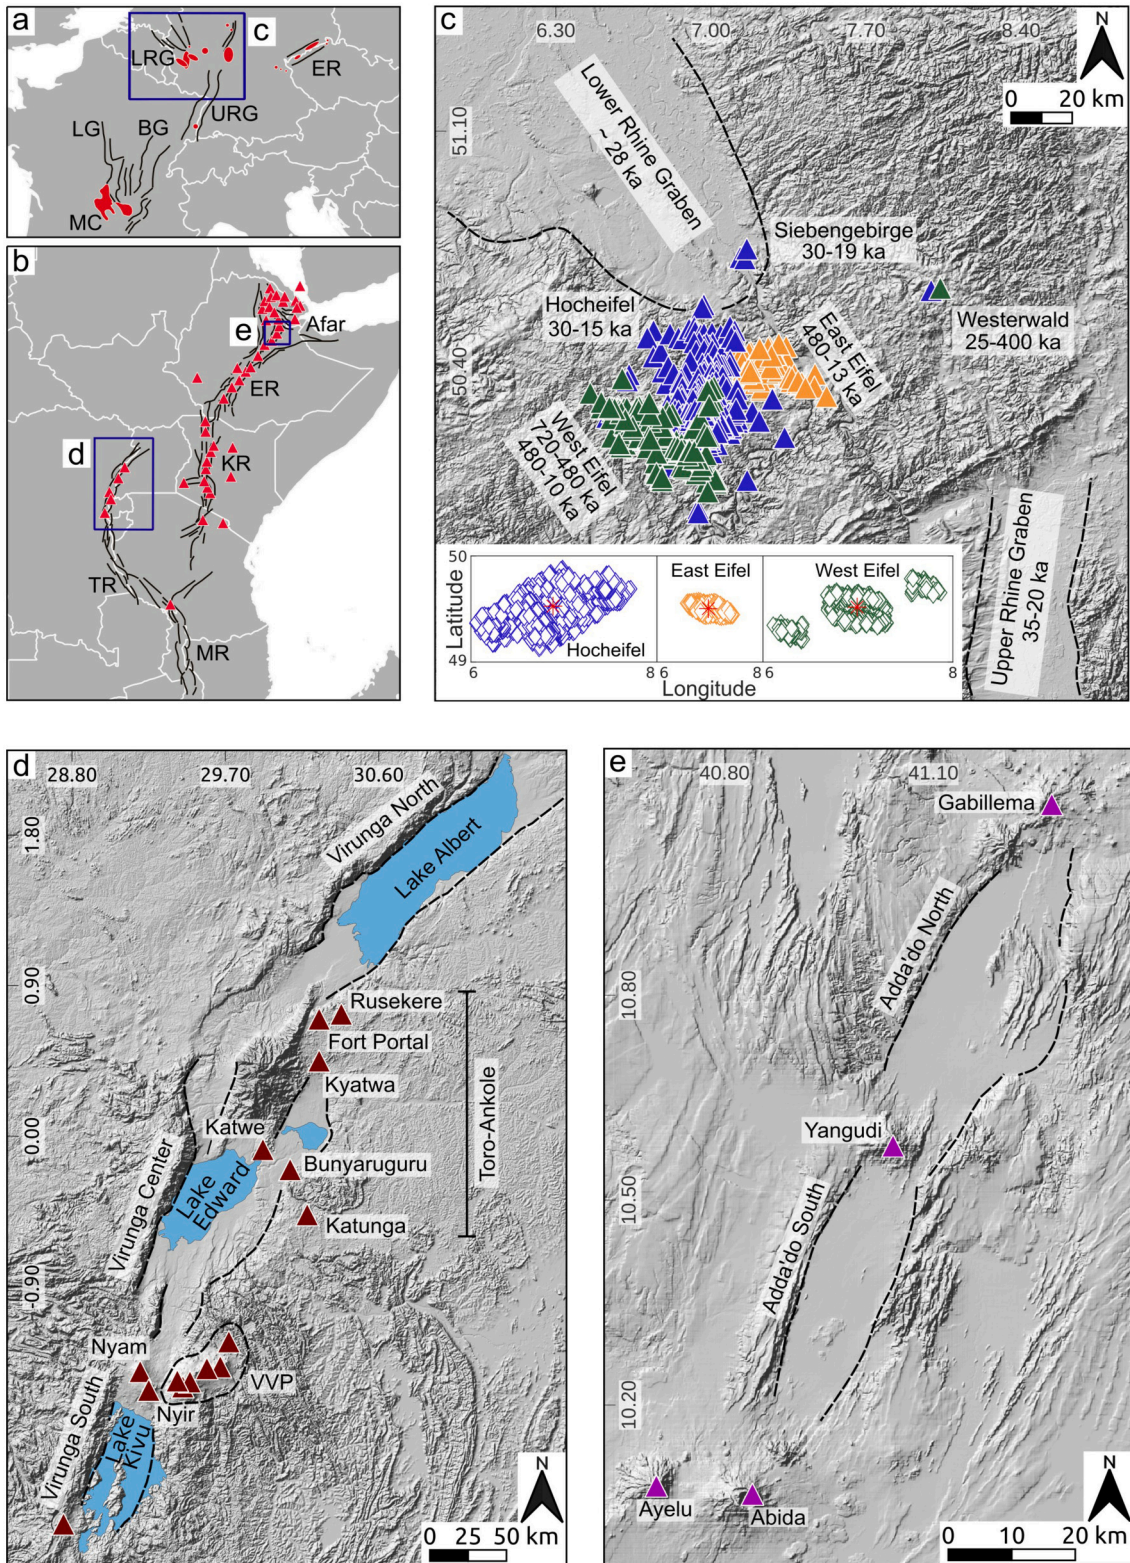 a
c
LRG
ER
URG
LG
BG
MC
b
e
Afar
ER
d
KR
TR
MR
c
6.30
7.00
7.70
8.40
N
0
20 km
51.10
50.40
Lower Rhine Graben
~28 ka
Siebengebirge
30-19 ka
Hocheifel
30-15 ka
Westerwald
25-400 ka
East Eifel
480-13 ka
West Eifel
720-480 ka
480-10 ka
Upper Rhine Graben
35-20 ka
50
Latitude
49
East Eifel
West Eifel
Hocheifel
6
8
6
8
6
8
Longitude
d
28.80
29.70
30.60
1.80
0.90
0.00
-0.90
Virunga North
Lake Albert
Rusekere
Fort Portal
Kyatwa
Toro-Ankole
Katwe
Bunyaruguru
Lake
Edward
Katunga
Virunga Center
Nyam
VVP
Nyir
Virunga South
Lake
Kivu
N
0 25 50 km
e
40.80
41.10
Gabillema
Adda'do North
10.80
Yangudi
10.50
Adda'do South
10.20
Ayelu
Abida
N
0 10 20 km